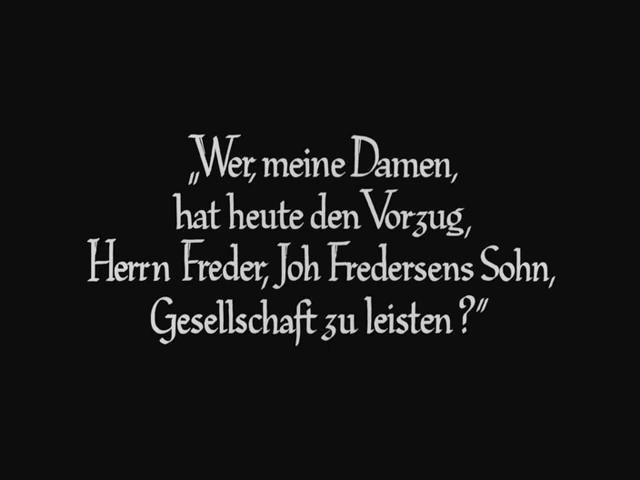 „Wer, meine Damen,
hat heute den Vorzug,
Herrn Freder, Joh Fredersens Sohn,
Gesellschaft zu leisten?“